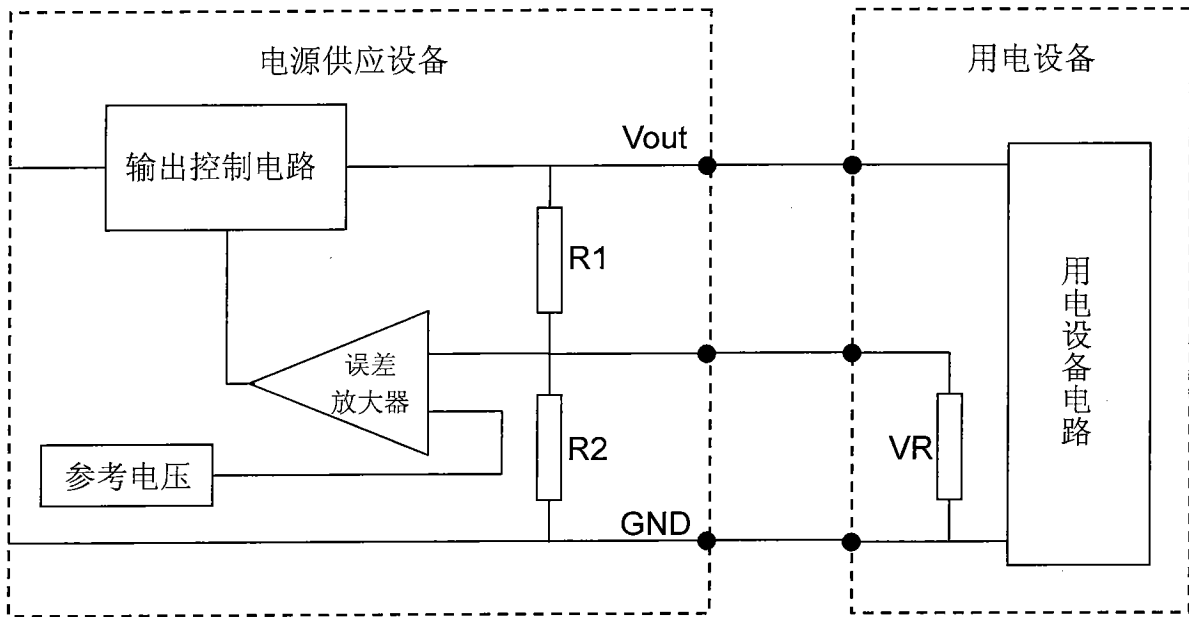 电源供应设备
用电设备
输出控制电路
Vout
R1
误差
放大器
R2
参考电压
GND
VR
用电设备电路